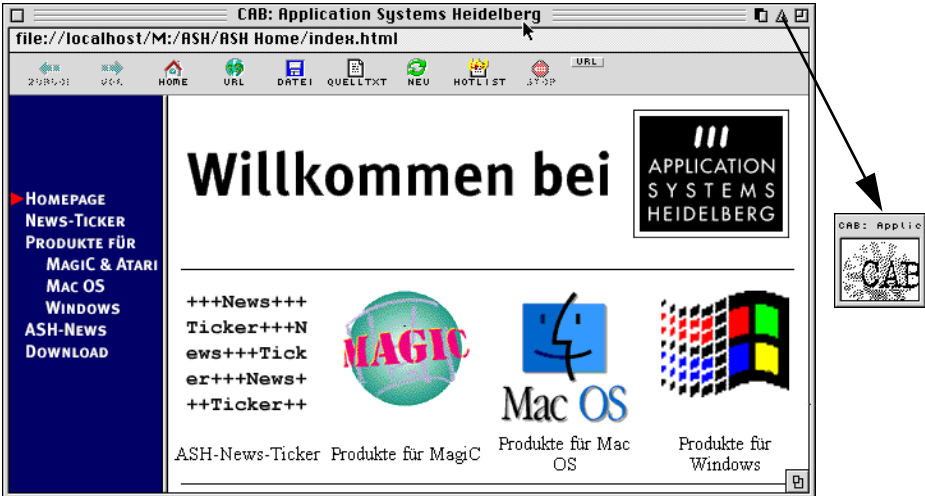 CAB: Application Systems Heidelberg
file://localhost/M:/ASH/ASH Home/index.html
ZURÜCK VOR HOME URL DATEI QUELLTXT NEU HOTLIST STOP URL
Willkommen bei
APPLICATION
SYSTEMS
HEIDELBERG
HOMEPAGE
NEWS-TICKER
PRODUKTE FÜR
MAGIC & ATARI
MAC OS
WINDOWS
ASH-NEWS
DOWNLOAD
CAB: Applic
CAB
+++News+++
Ticker+++N
ews+++Tick
er+++News+
++Ticker++
MAGIC
Mac OS
ASH-News-Ticker
Produkte für MagiC
Produkte für Mac
OS
Produkte für
Windows